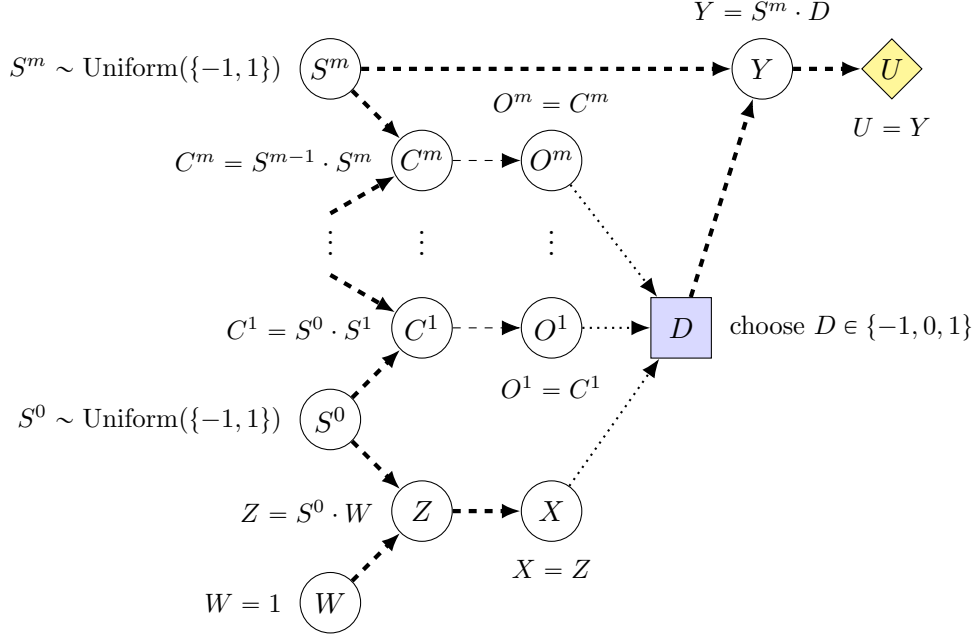 Y = S^m · D
S^m ∼ Uniform({−1, 1})
S^m
Y
U
O^m = C^m
U = Y
C^m = S^{m−1} · S^m
C^m
O^m
⋮ ⋮ ⋮
C^1 = S^0 · S^1
C^1
O^1
D
choose D ∈ {−1, 0, 1}
O^1 = C^1
S^0 ∼ Uniform({−1, 1})
S^0
Z = S^0 · W
Z
X
X = Z
W = 1
W